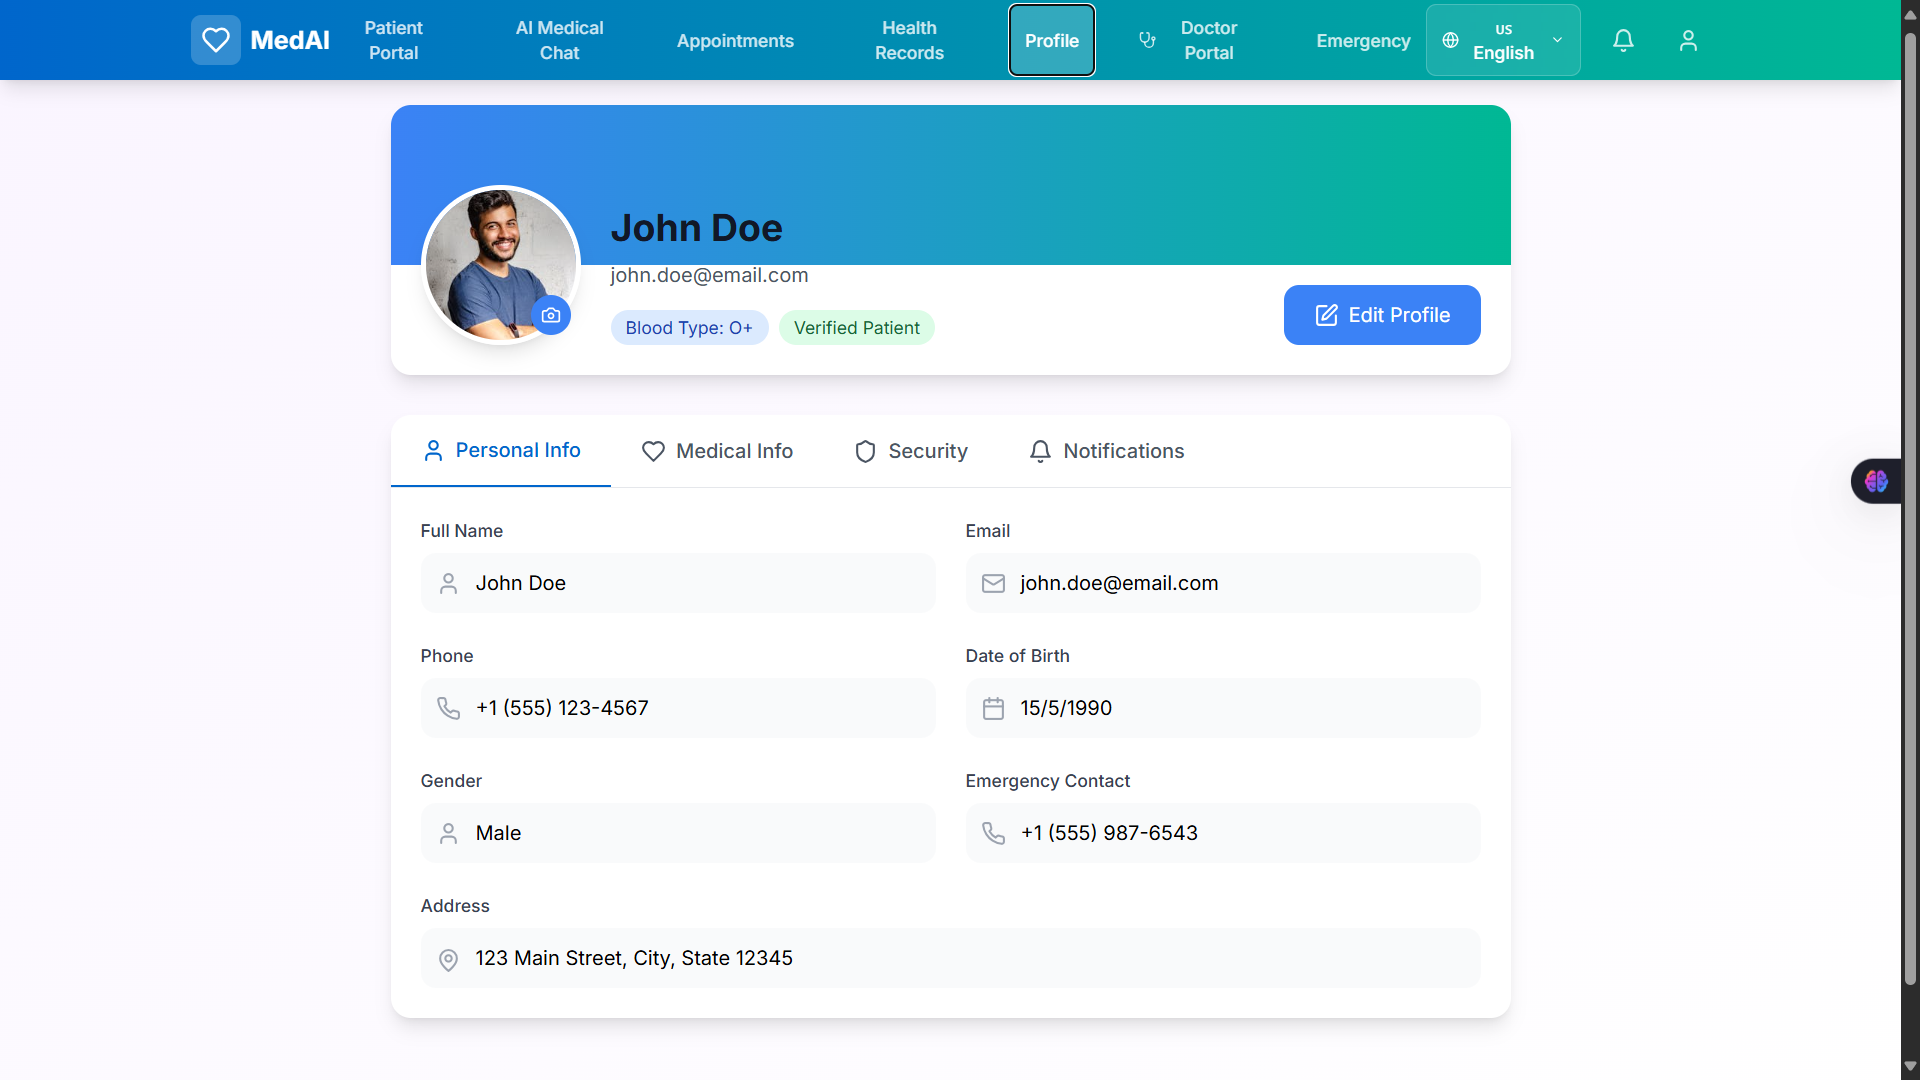 MedAI
Patient
Portal
AI Medical
Chat
Appointments
Health
Records
Profile
Doctor
Portal
Emergency
US
English
John Doe
john.doe@email.com
Blood Type: O+
Verified Patient
Edit Profile
Personal Info
Medical Info
Security
Notifications
Full Name
John Doe
Email
john.doe@email.com
Phone
+1 (555) 123-4567
Date of Birth
15/5/1990
Gender
Male
Emergency Contact
+1 (555) 987-6543
Address
123 Main Street, City, State 12345